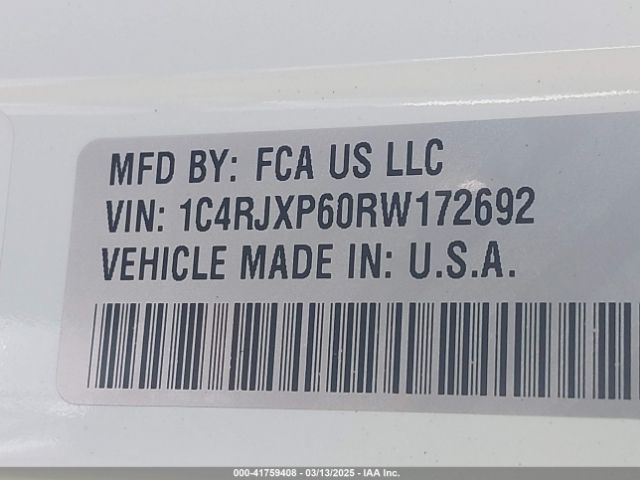 MFD BY: FCA US LLC
VIN: 1C4RJXP60RW172692
VEHICLE MADE IN: U.S.A.
000-41759408 - 03/13/2025 - IAA Inc.